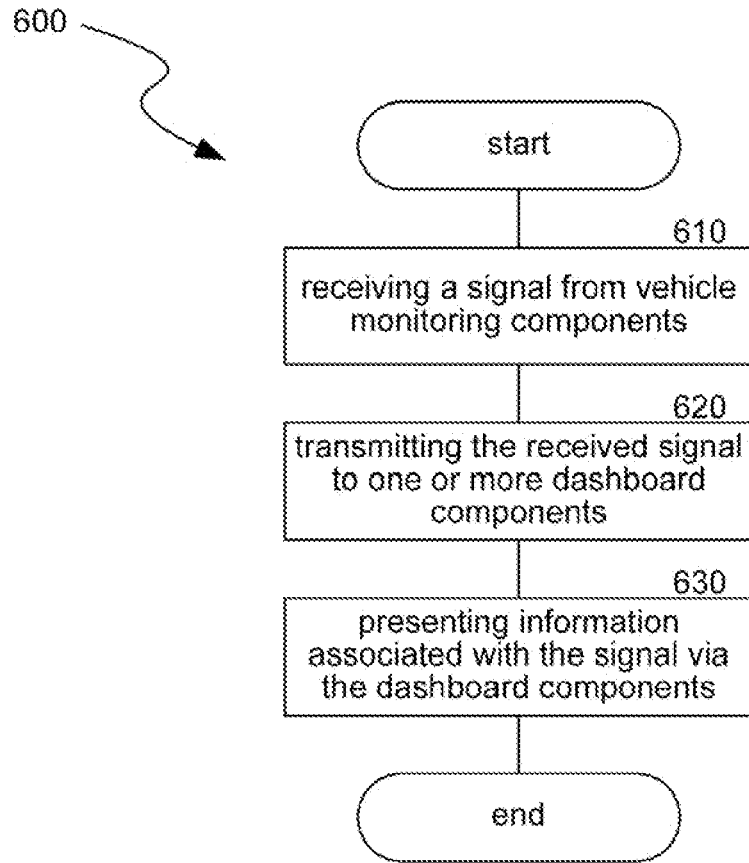 600
start
610
receiving a signal from vehicle
monitoring components
620
transmitting the received signal
to one or more dashboard
components
630
presenting information
associated with the signal via
the dashboard components
end